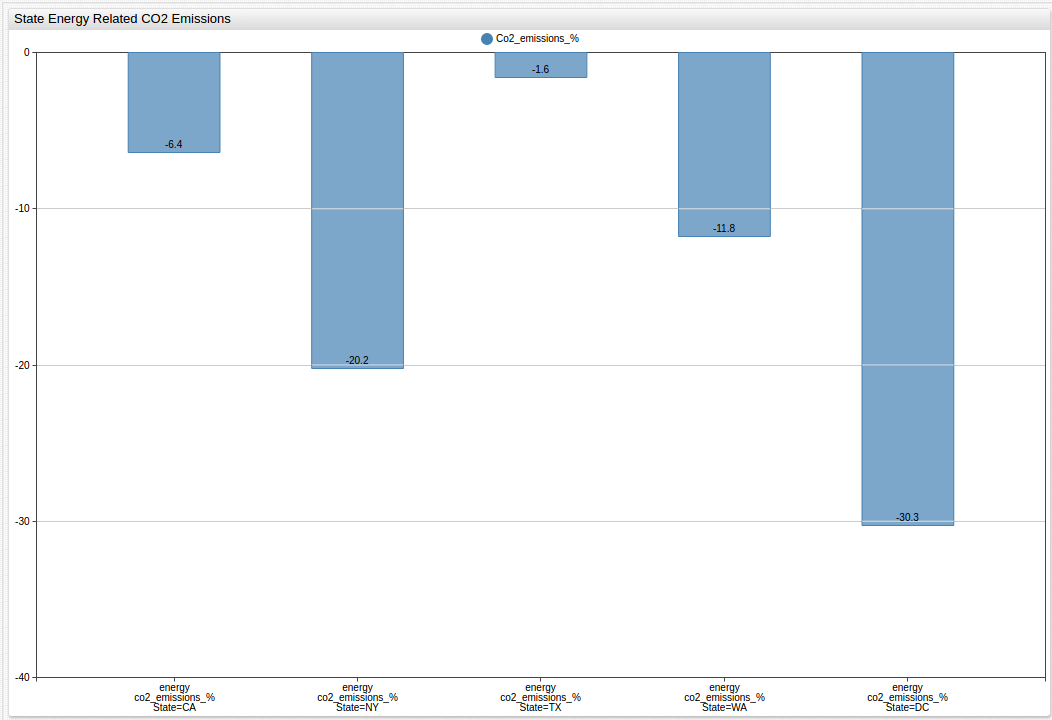 State Energy Related CO2 Emissions
Co2_emissions_%
0
-10
-20
-30
-40
-6.4
-20.2
-1.6
-11.8
-30.3
energy
co2_emissions_%
State=CA
energy
co2_emissions_%
State=NY
energy
co2_emissions_%
State=TX
energy
co2_emissions_%
State=WA
energy
co2_emissions_%
State=DC